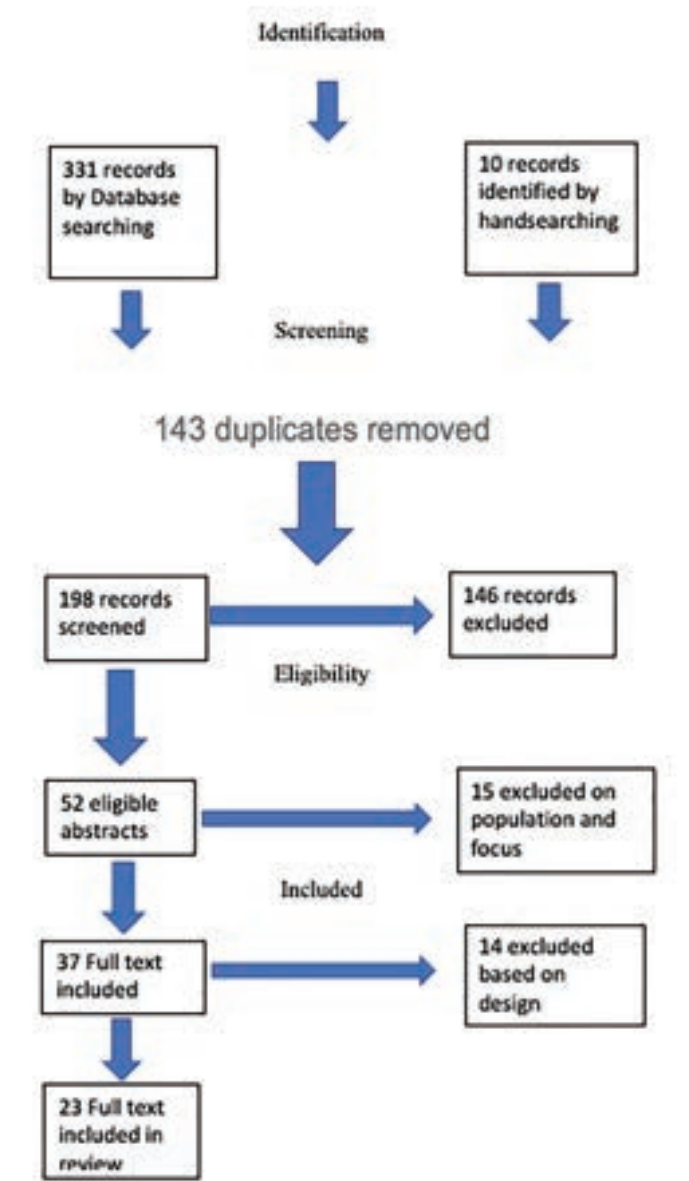 Identification
331 records
by Database
searching
10 records
identified by
handsearching
Screening
143 duplicates removed
198 records
screened
146 records
excluded
Eligibility
52 eligible
abstracts
15 excluded on
population and
focus
Included
37 Full text
included
14 excluded
based on
design
23 Full text
included in
review